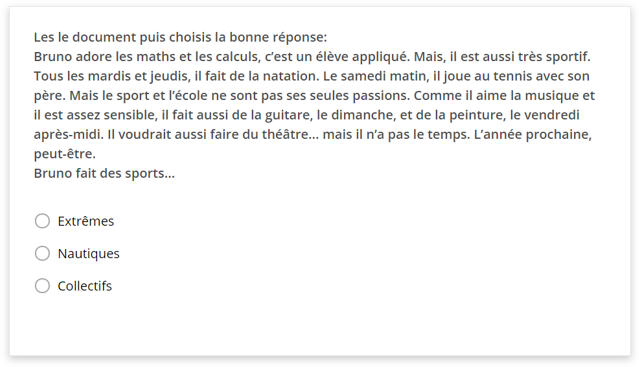 Les le document puis choisis la bonne réponse:
Bruno adore les maths et les calculs, c’est un élève appliqué. Mais, il est aussi très sportif.
Tous les mardis et jeudis, il fait de la natation. Le samedi matin, il joue au tennis avec son
père. Mais le sport et l’école ne sont pas ses seules passions. Comme il aime la musique et
il est assez sensible, il fait aussi de la guitare, le dimanche, et de la peinture, le vendredi
après-midi. Il voudrait aussi faire du théâtre... mais il n’a pas le temps. L’année prochaine,
peut-être.
Bruno fait des sports...
Extrêmes
Nautiques
Collectifs